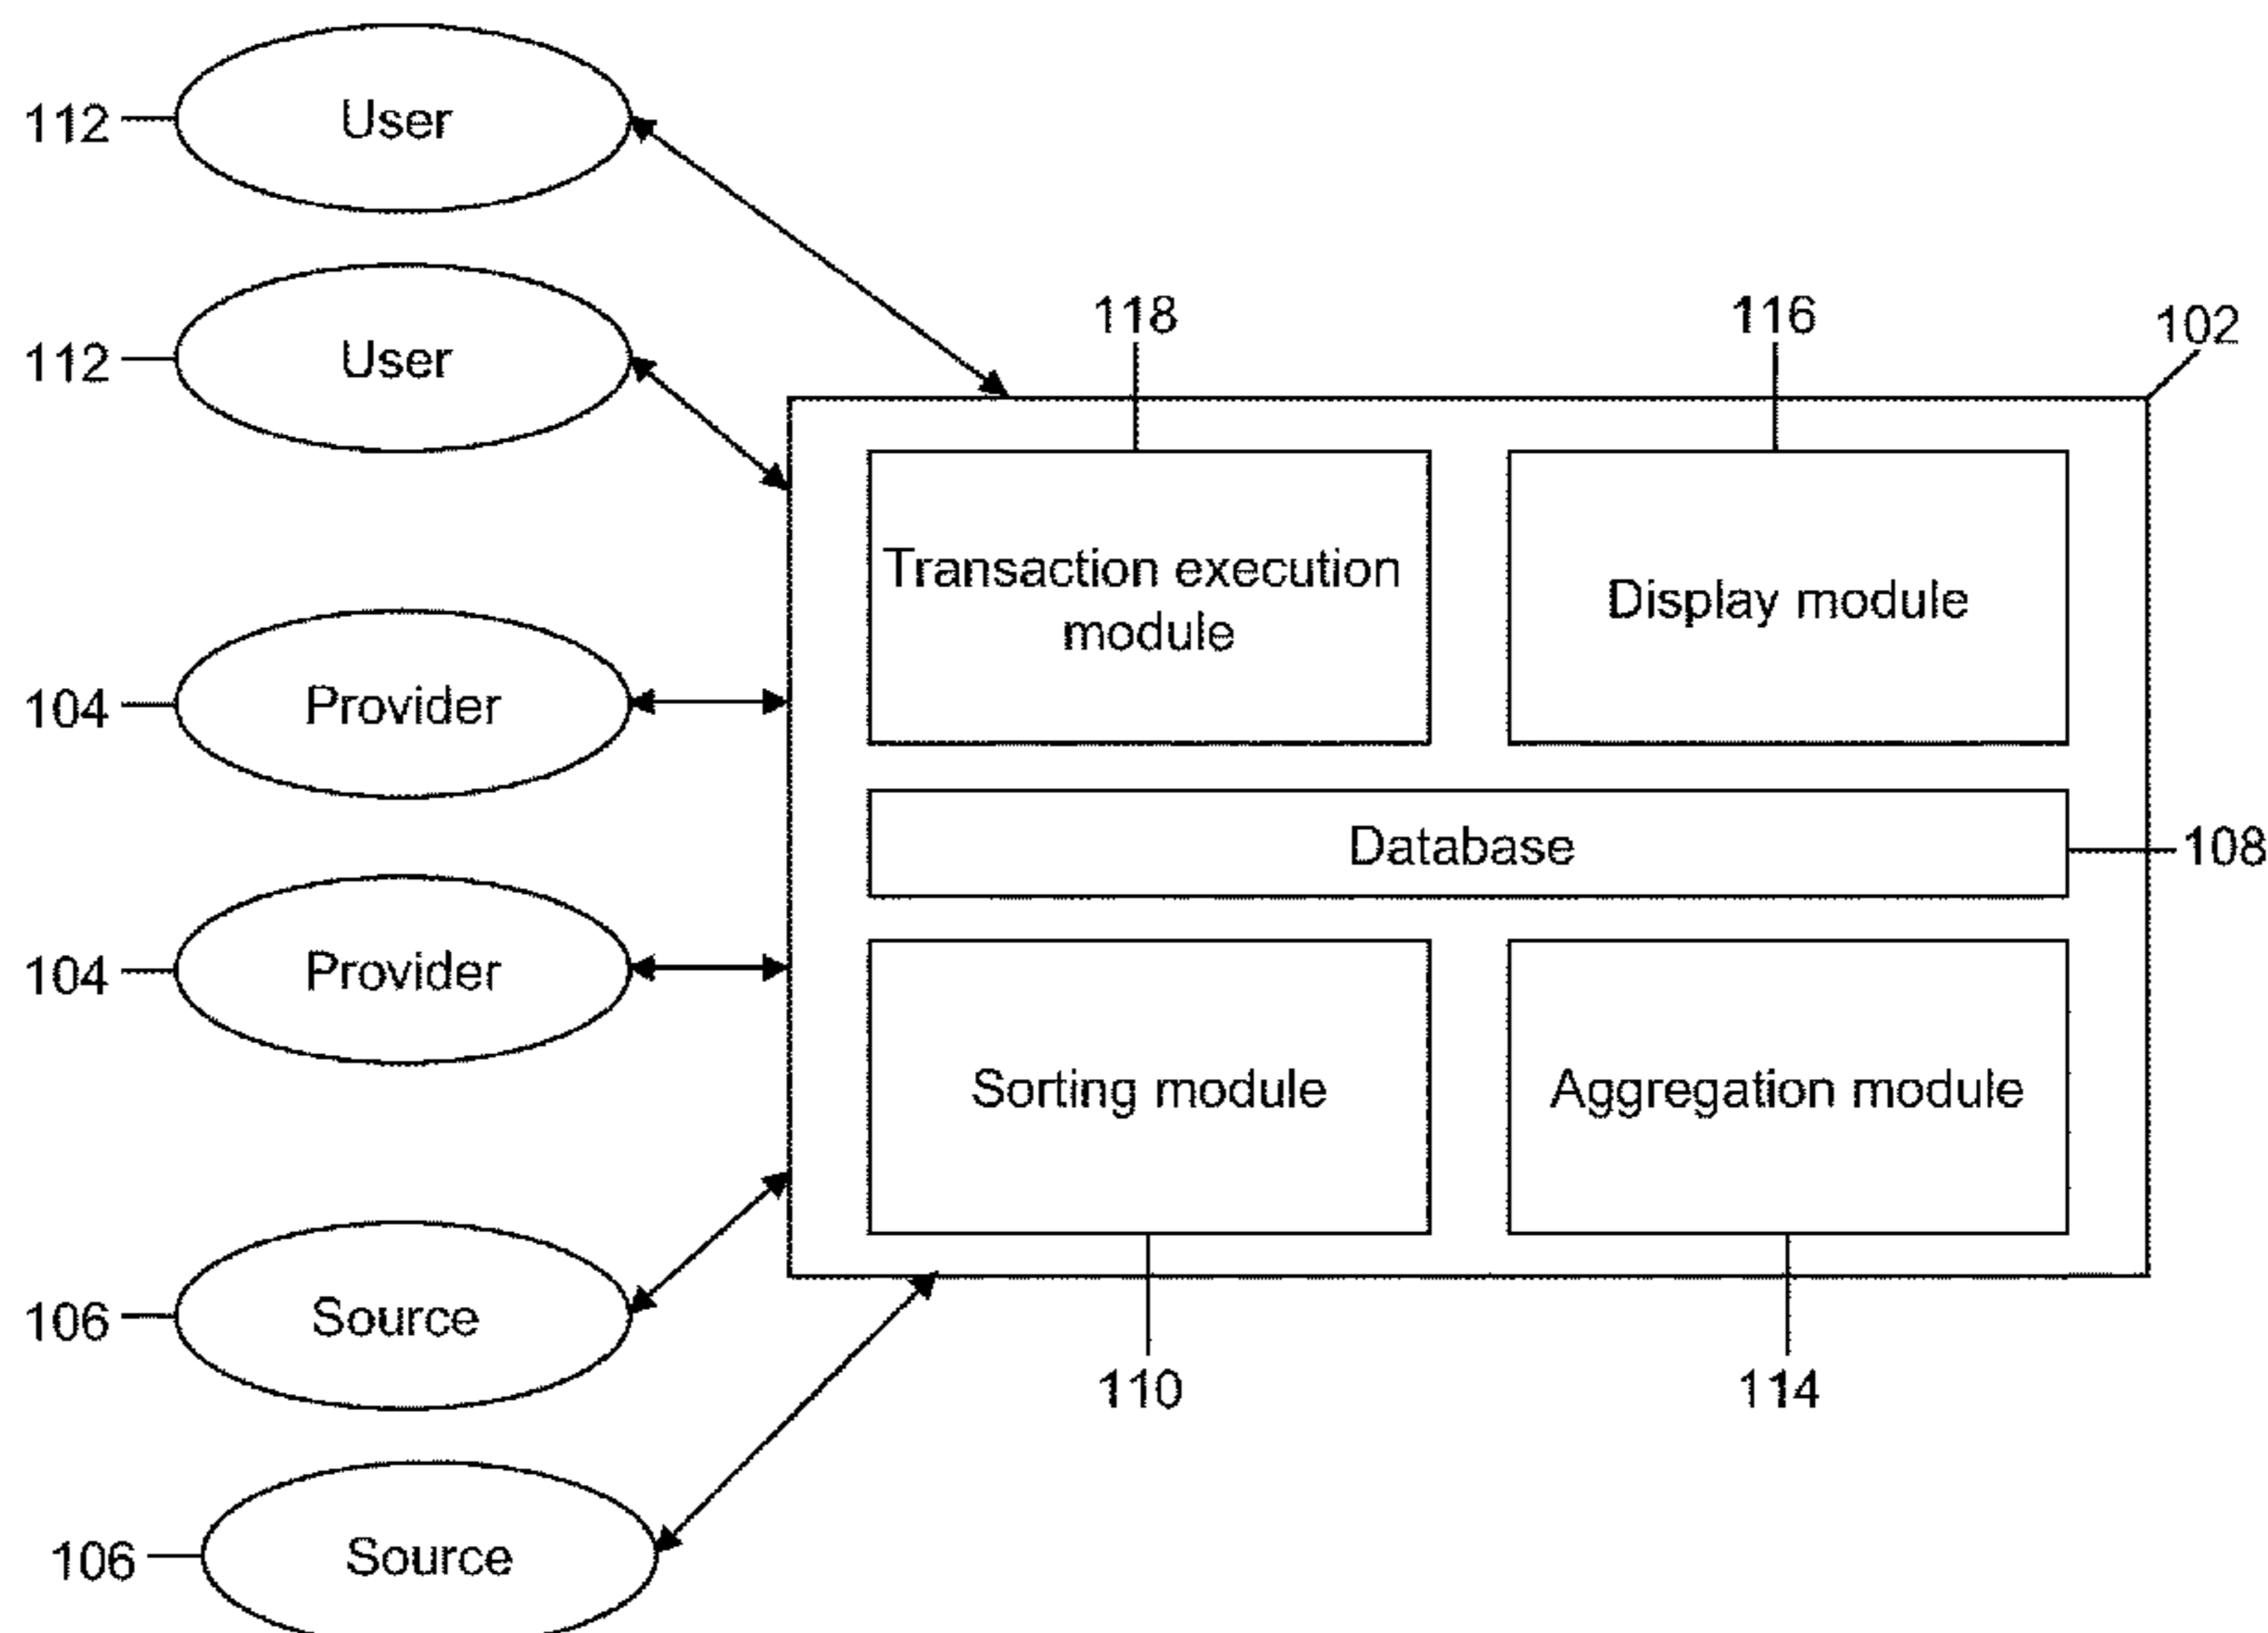 112
User
112
User
118
116
102
Transaction execution
module
Display module
104
Provider
Database
108
104
Provider
Sorting module
Aggregation module
106
Source
110
114
106
Source